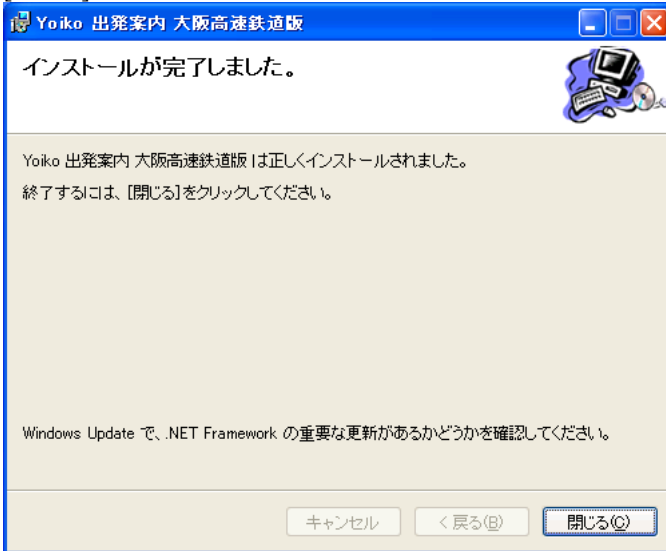 Yoiko 出発案内 大阪高速鉄道版
インストールが完了しました。
Yoiko 出発案内 大阪高速鉄道版 は正しくインストールされました。
終了するには、[閉じる]をクリックしてください。
Windows Update で、.NET Framework の重要な更新があるかどうかを確認してください。
キャンセル
< 戻る(B)
閉じる(C)